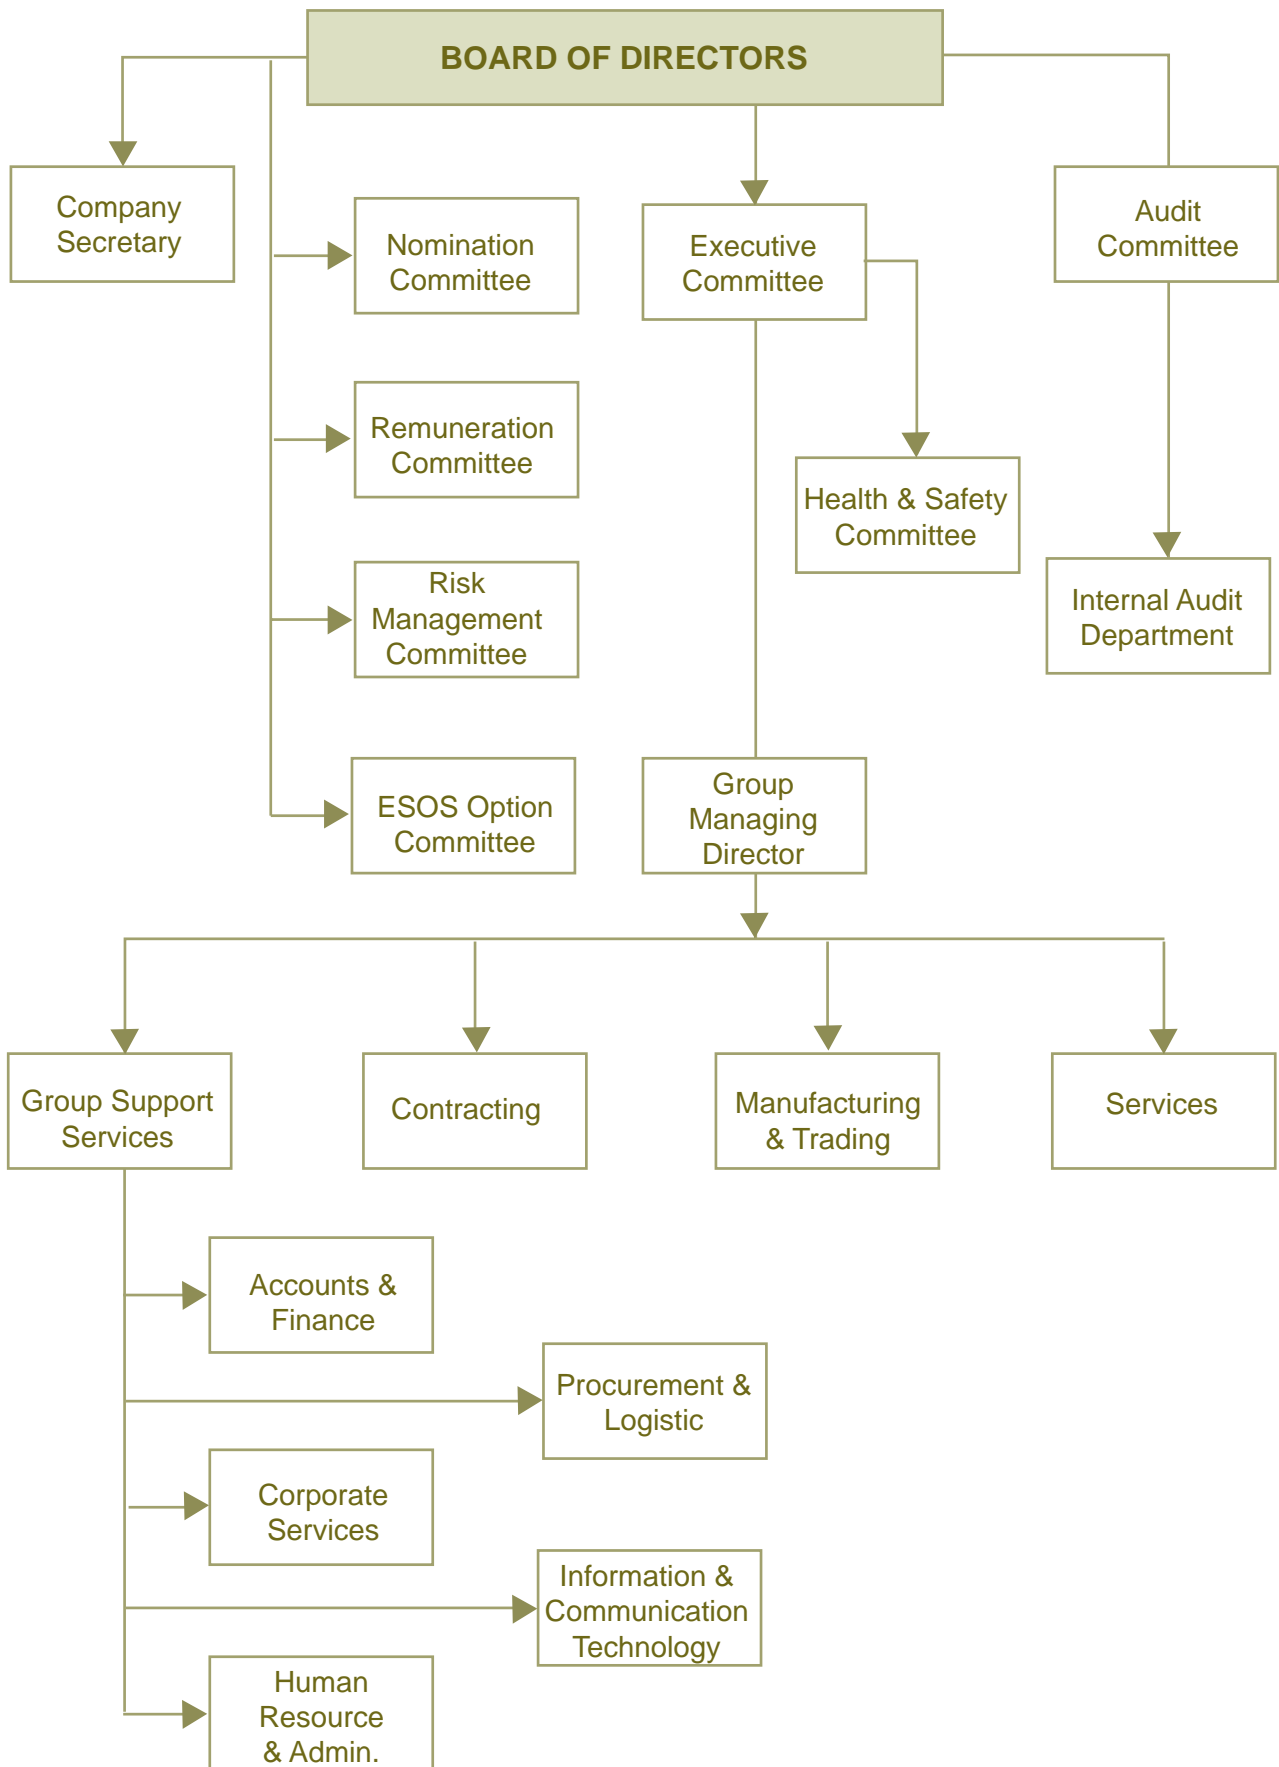 BOARD OF DIRECTORS
Company
Secretary
Nomination
Committee
Executive
Committee
Audit
Committee
Remuneration
Committee
Health & Safety
Committee
Risk
Management
Committee
Internal Audit
Department
ESOS Option
Committee
Group
Managing
Director
Group Support
Services
Contracting
Manufacturing
& Trading
Services
Accounts &
Finance
Procurement &
Logistic
Corporate
Services
Information &
Communication
Technology
Human
Resource
& Admin.